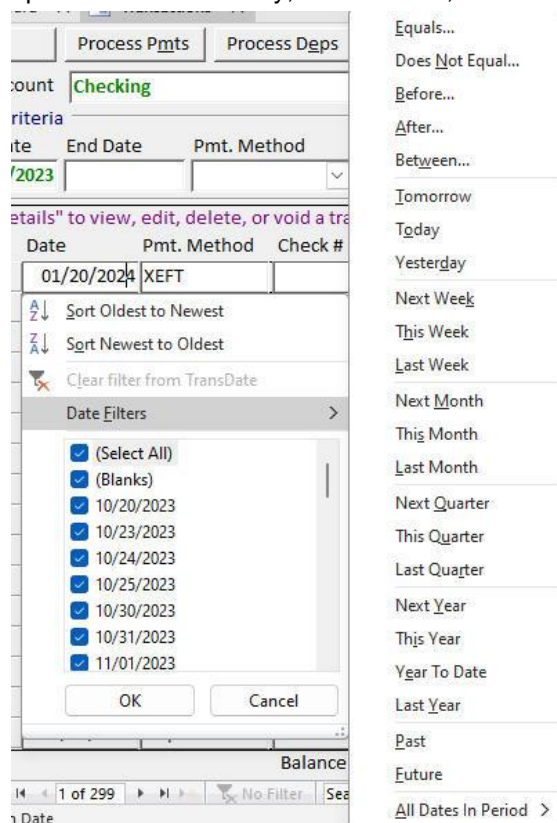 Process Pmts Process Deps
ount Checking
riteria
te End Date Pmt. Method
/2023
etails" to view, edit, delete, or void a tra
Date Pmt. Method Check #
01/20/2024 XEFT
Sort Oldest to Newest
Sort Newest to Oldest
Clear filter from TransDate
Date Filters >
(Select All)
(Blanks)
10/20/2023
10/23/2023
10/24/2023
10/25/2023
10/30/2023
10/31/2023
11/01/2023
OK Cancel
Balance
1 of 299 No Filter Sea
Date
Equals...
Does Not Equal...
Before...
After...
Between...
Tomorrow
Today
Yesterday
Next Week
This Week
Last Week
Next Month
This Month
Last Month
Next Quarter
This Quarter
Last Quarter
Next Year
This Year
Year To Date
Last Year
Past
Future
All Dates In Period >